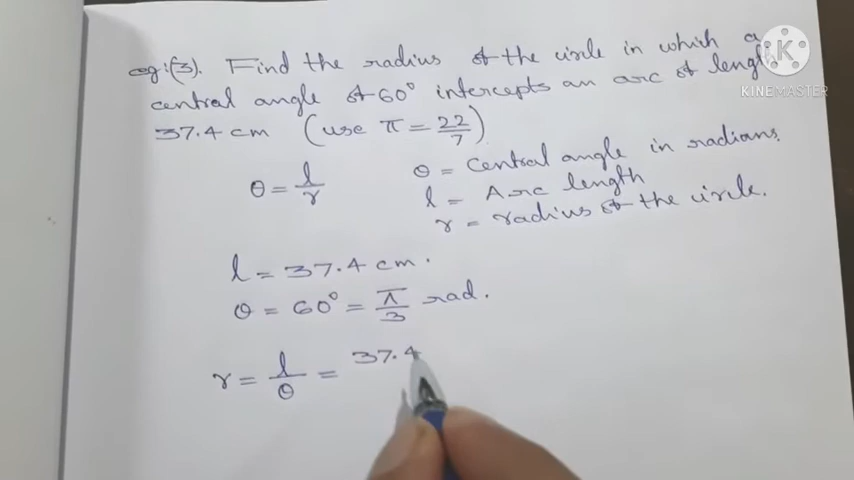 eg:(3). Find the radius of the circle in which a
central angle of 60° intercepts an arc of length
37.4 cm (use π = 22/7)
θ = l/r
θ = Central angle in radians.
l = Arc length
r = radius of the circle.
l = 37.4 cm.
θ = 60° = π/3 rad.
r = l/θ = 37.4
KINEMASTER